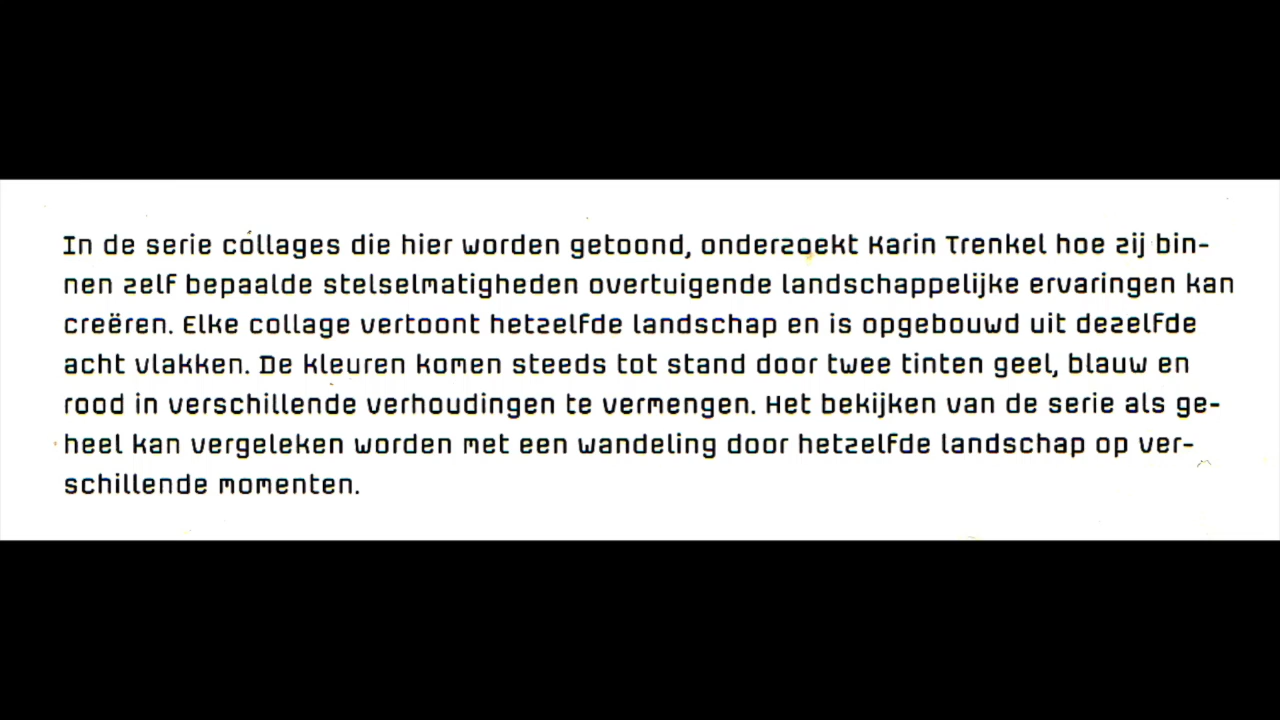 In de serie collages die hier worden getoond, onderzoekt Karin Trenkel hoe zij bin-
nen zelf bepaalde stelselmatigheden overtuigende landschappelijke ervaringen kan
creëren. Elke collage vertoont hetzelfde landschap en is opgebouwd uit dezelfde
acht vlakken. De kleuren komen steeds tot stand door twee tinten geel, blauw en
rood in verschillende verhoudingen te vermengen. Het bekijken van de serie als ge-
heel kan vergeleken worden met een wandeling door hetzelfde landschap op ver-
schillende momenten.